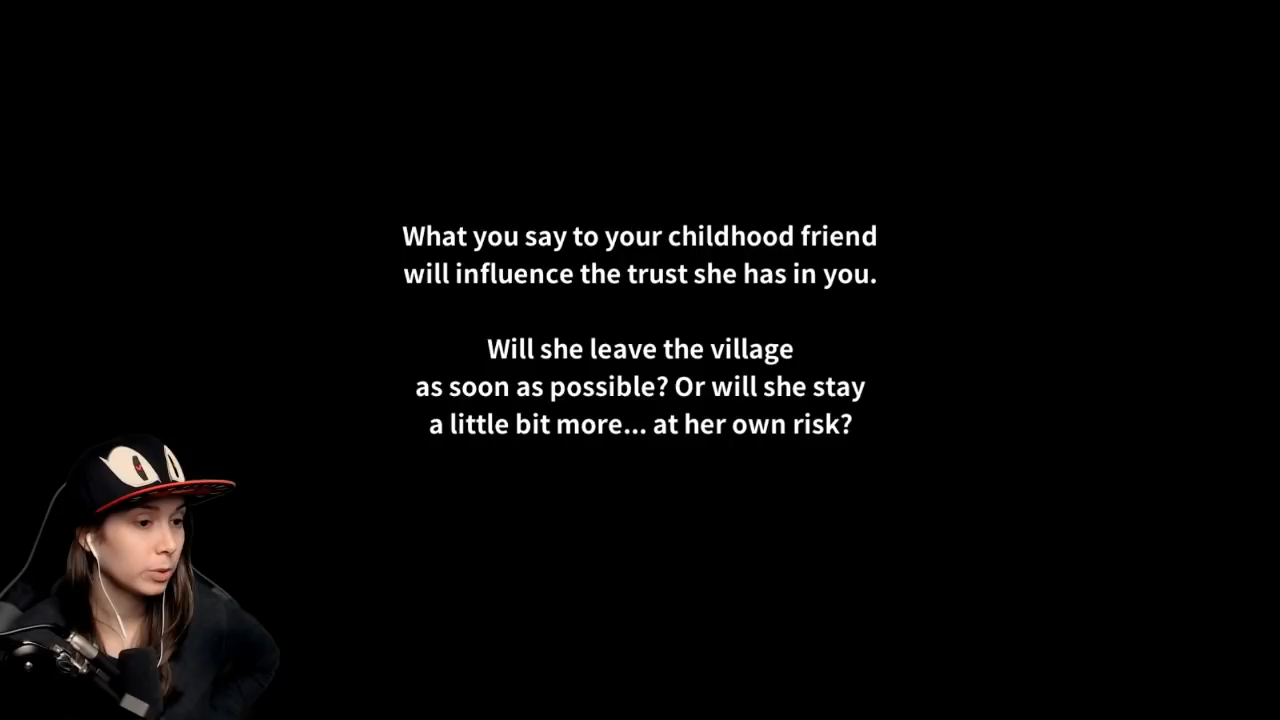 What you say to your childhood friend
will influence the trust she has in you.
Will she leave the village
as soon as possible? Or will she stay
a little bit more... at her own risk?